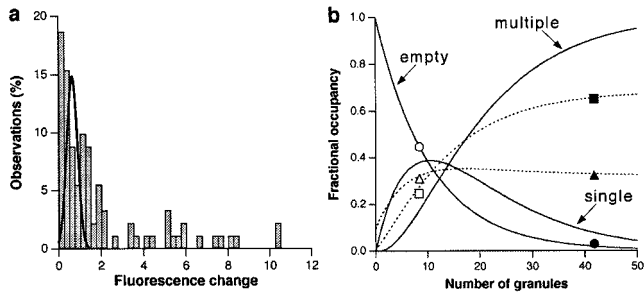 a
Observations (%)
20
15
10
5
0
0 2 4 6 8 10 12
Fluorescence change
b
Fractional occupancy
1.0
0.8
0.6
0.4
0.2
0.0
empty
multiple
single
0 10 20 30 40 50
Number of granules